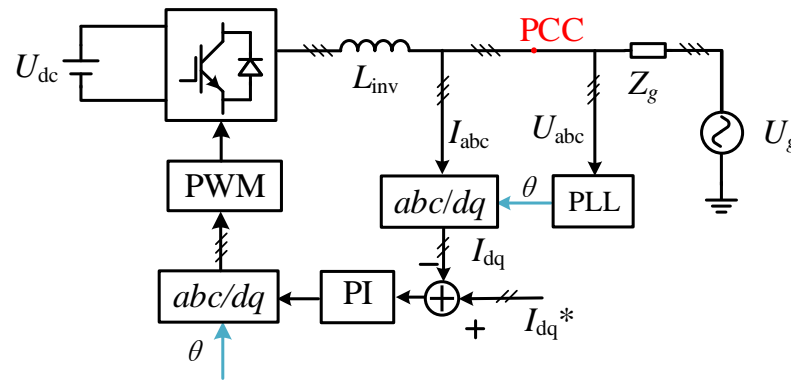 PCC
U_dc
L_inv
Z_g
I_abc
U_abc
U_g
PWM
abc/dq
θ
PLL
I_dq
abc/dq
PI
I_dq*
θ